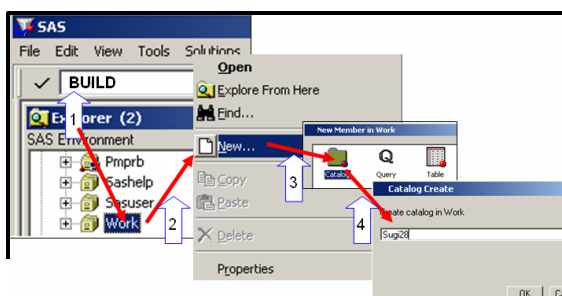 SAS
File Edit View Tools Solutions
BUILD
Explorer (2)
SAS Environment
Pmprb
Sashelp
Sasuser
Work
1
2
Open
Explore From Here
Find...
New...
Copy
Paste
Delete
Properties
3
New Member in Work
Catalog Query Table
4
Catalog Create
Create catalog in Work
Sugi28
OK